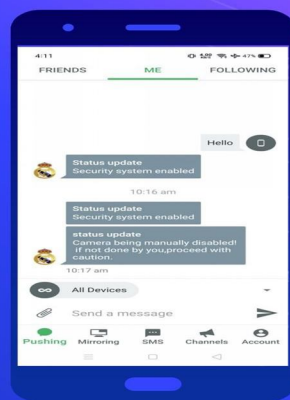 4:11
47%
FRIENDS ME FOLLOWING
Hello
Status update
Security system enabled
10:16 am
Status update
Security system enabled
status update
Camera being manually disabled!
if not done by you,proceed with
caution.
10:17 am
All Devices
Send a message
Pushing Mirroring SMS Channels Account